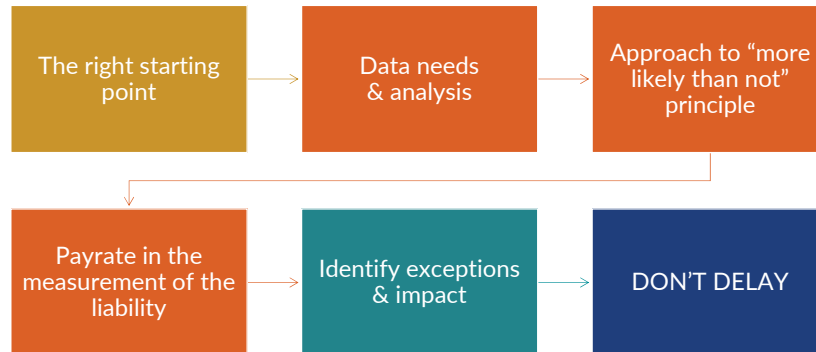 The right starting
point
Data needs
& analysis
Approach to “more
likely than not”
principle
Payrate in the
measurement of the
liability
Identify exceptions
& impact
DON’T DELAY